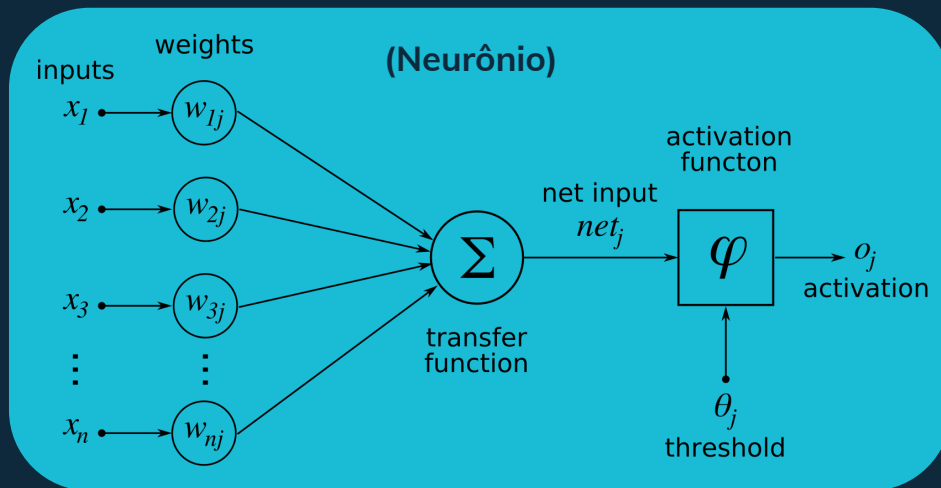 (Neurônio)
weights
inputs
x1
w1j
x2
w2j
x3
w3j
⋮ ⋮
xn
wnj
Σ
transfer
function
net input
netj
activation
functon
φ
oj
activation
θj
threshold